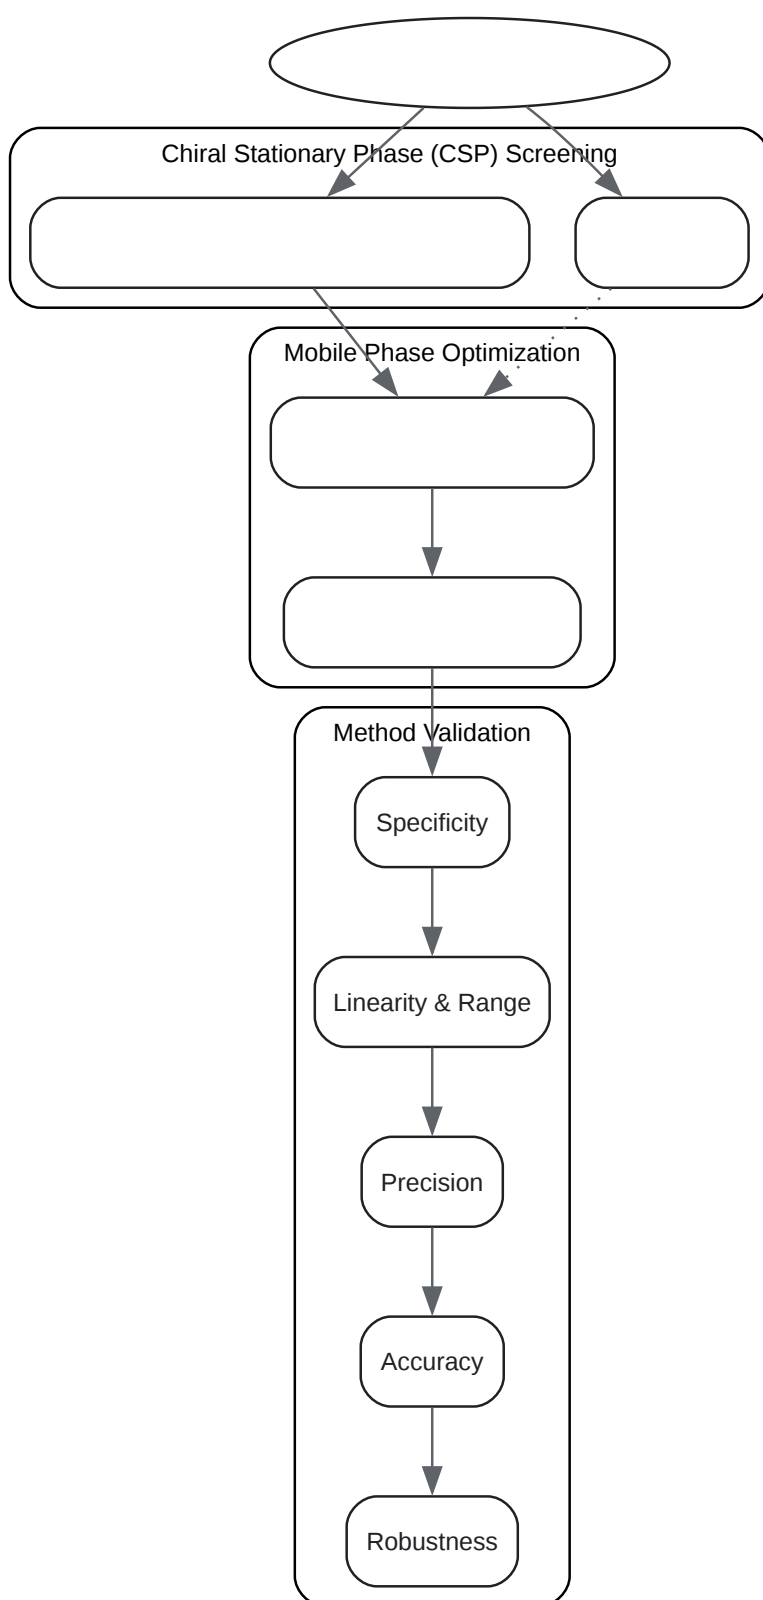 Chiral Stationary Phase (CSP) Screening
Mobile Phase Optimization
Method Validation
Specificity
Linearity & Range
Precision
Accuracy
Robustness